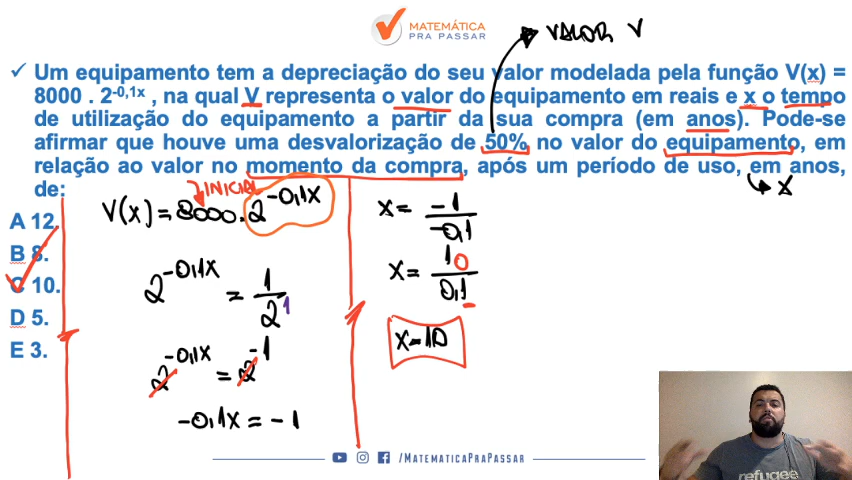 MATEMÁTICA
PRA PASSAR
VALOR V
✓ Um equipamento tem a depreciação do seu valor modelada pela função V(x) =
8000 . 2^-0,1x , na qual V representa o valor do equipamento em reais e x o tempo
de utilização do equipamento a partir da sua compra (em anos). Pode-se
afirmar que houve uma desvalorização de 50% no valor do equipamento, em
relação ao valor no momento da compra, após um período de uso, em anos,
de:
X
A 12.
B 8.
C 10.
D 5.
E 3.
INICIAL
V(x) = 8000 . 2^-0,1x
2^-0,1x = 1/2^1
2^-0,1x = 2^-1
-0,1x = -1
x = -1/-0,1
x = 10/0,1
x = 10
/MATEMATICAPRAPASSAR
refugee